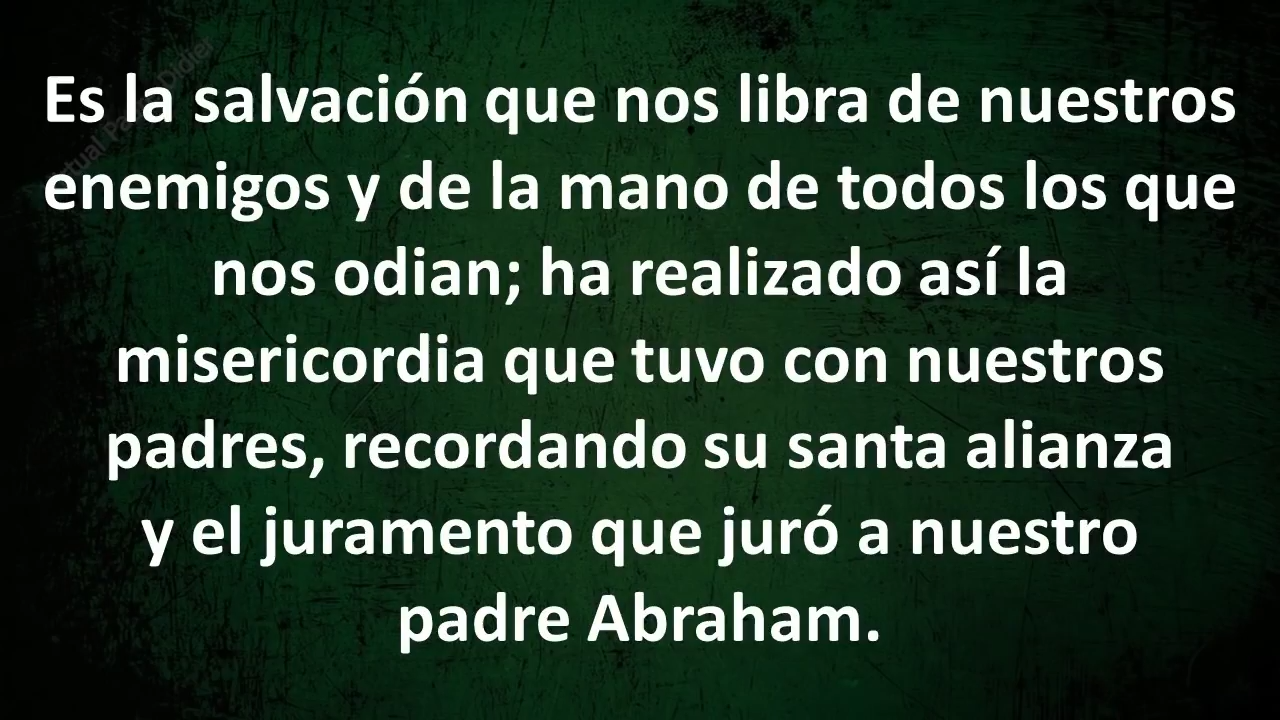 Es la salvación que nos libra de nuestros
enemigos y de la mano de todos los que
nos odian; ha realizado así la
misericordia que tuvo con nuestros
padres, recordando su santa alianza
y el juramento que juró a nuestro
padre Abraham.